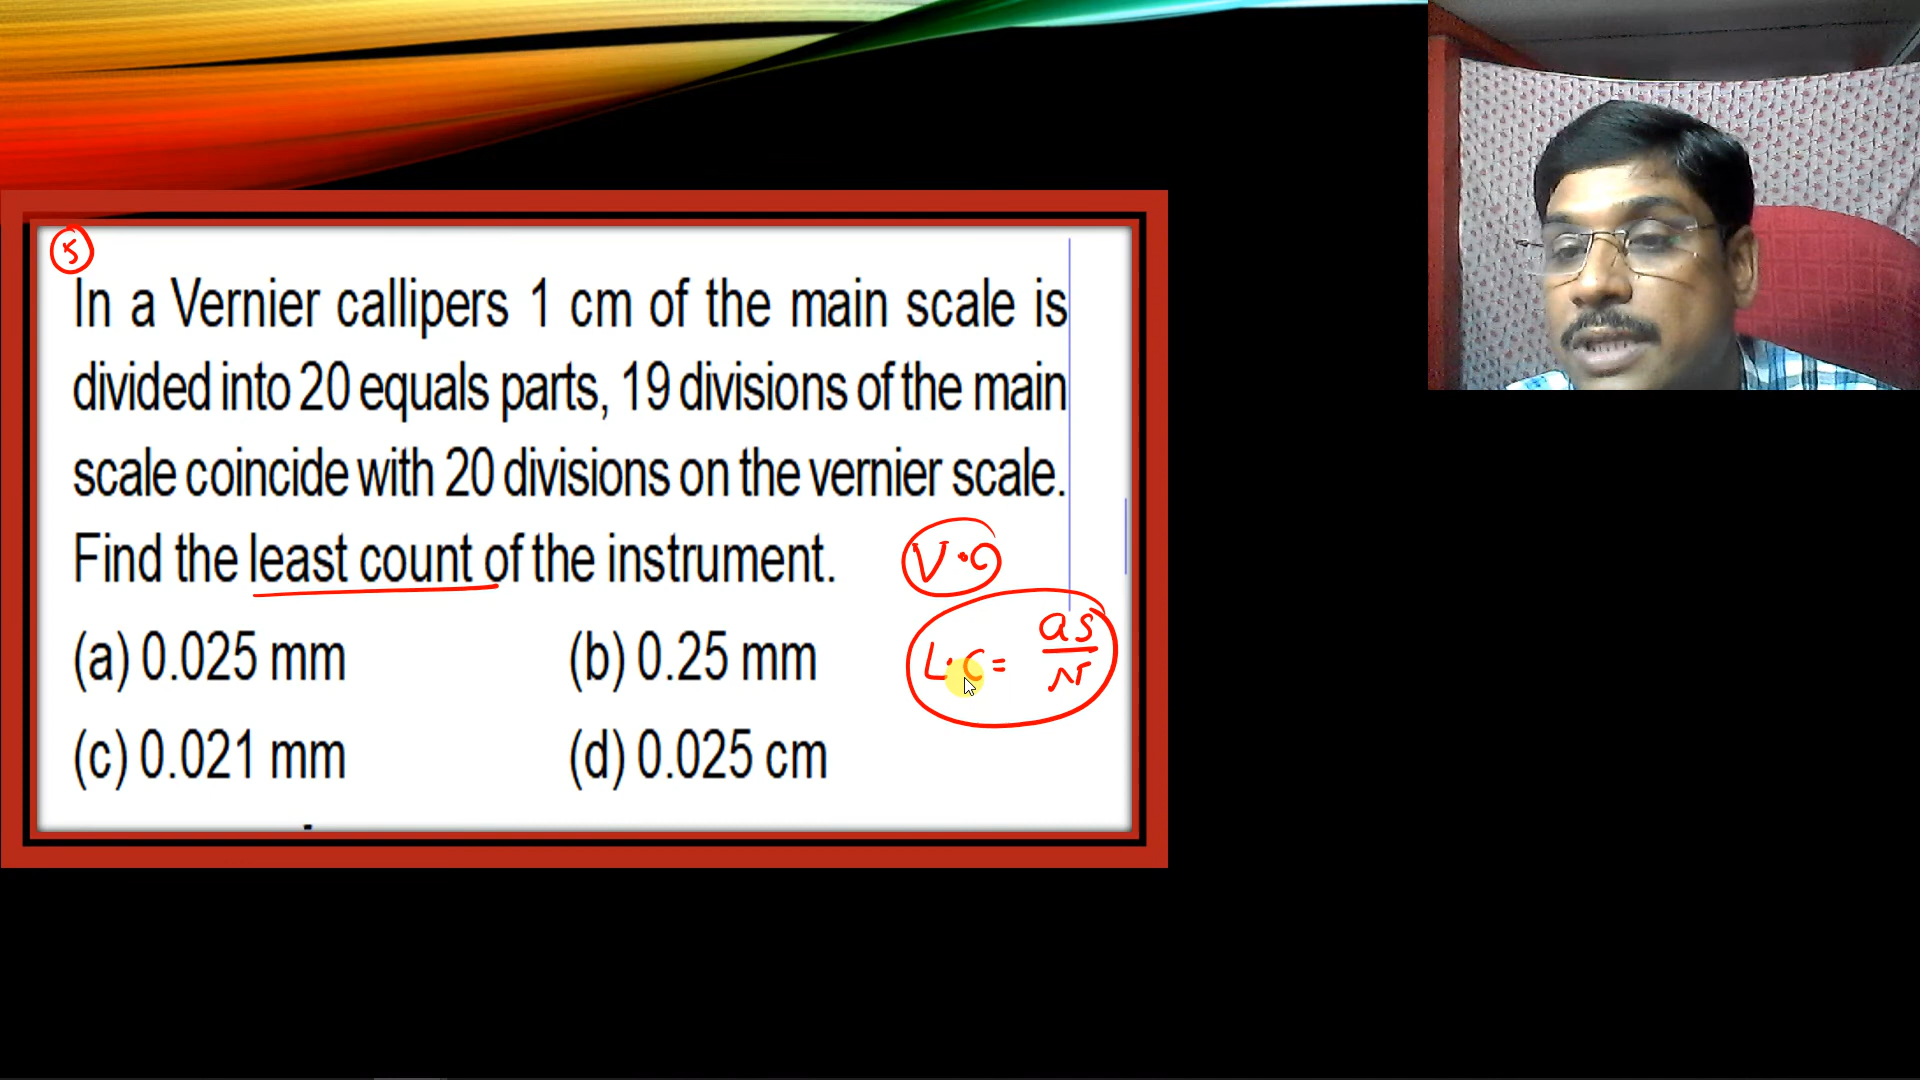 5
In a Vernier callipers 1 cm of the main scale is
divided into 20 equals parts, 19 divisions of the main
scale coincide with 20 divisions on the vernier scale.
Find the least count of the instrument.
V.C
L.C = as/N
(a) 0.025 mm (b) 0.25 mm
(c) 0.021 mm (d) 0.025 cm